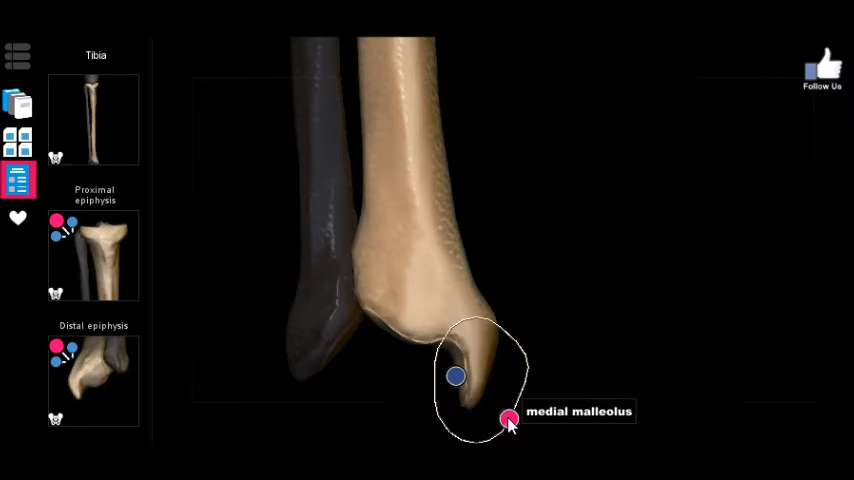 Tibia
Proximal
epiphysis
Distal epiphysis
medial malleolus
Follow Us